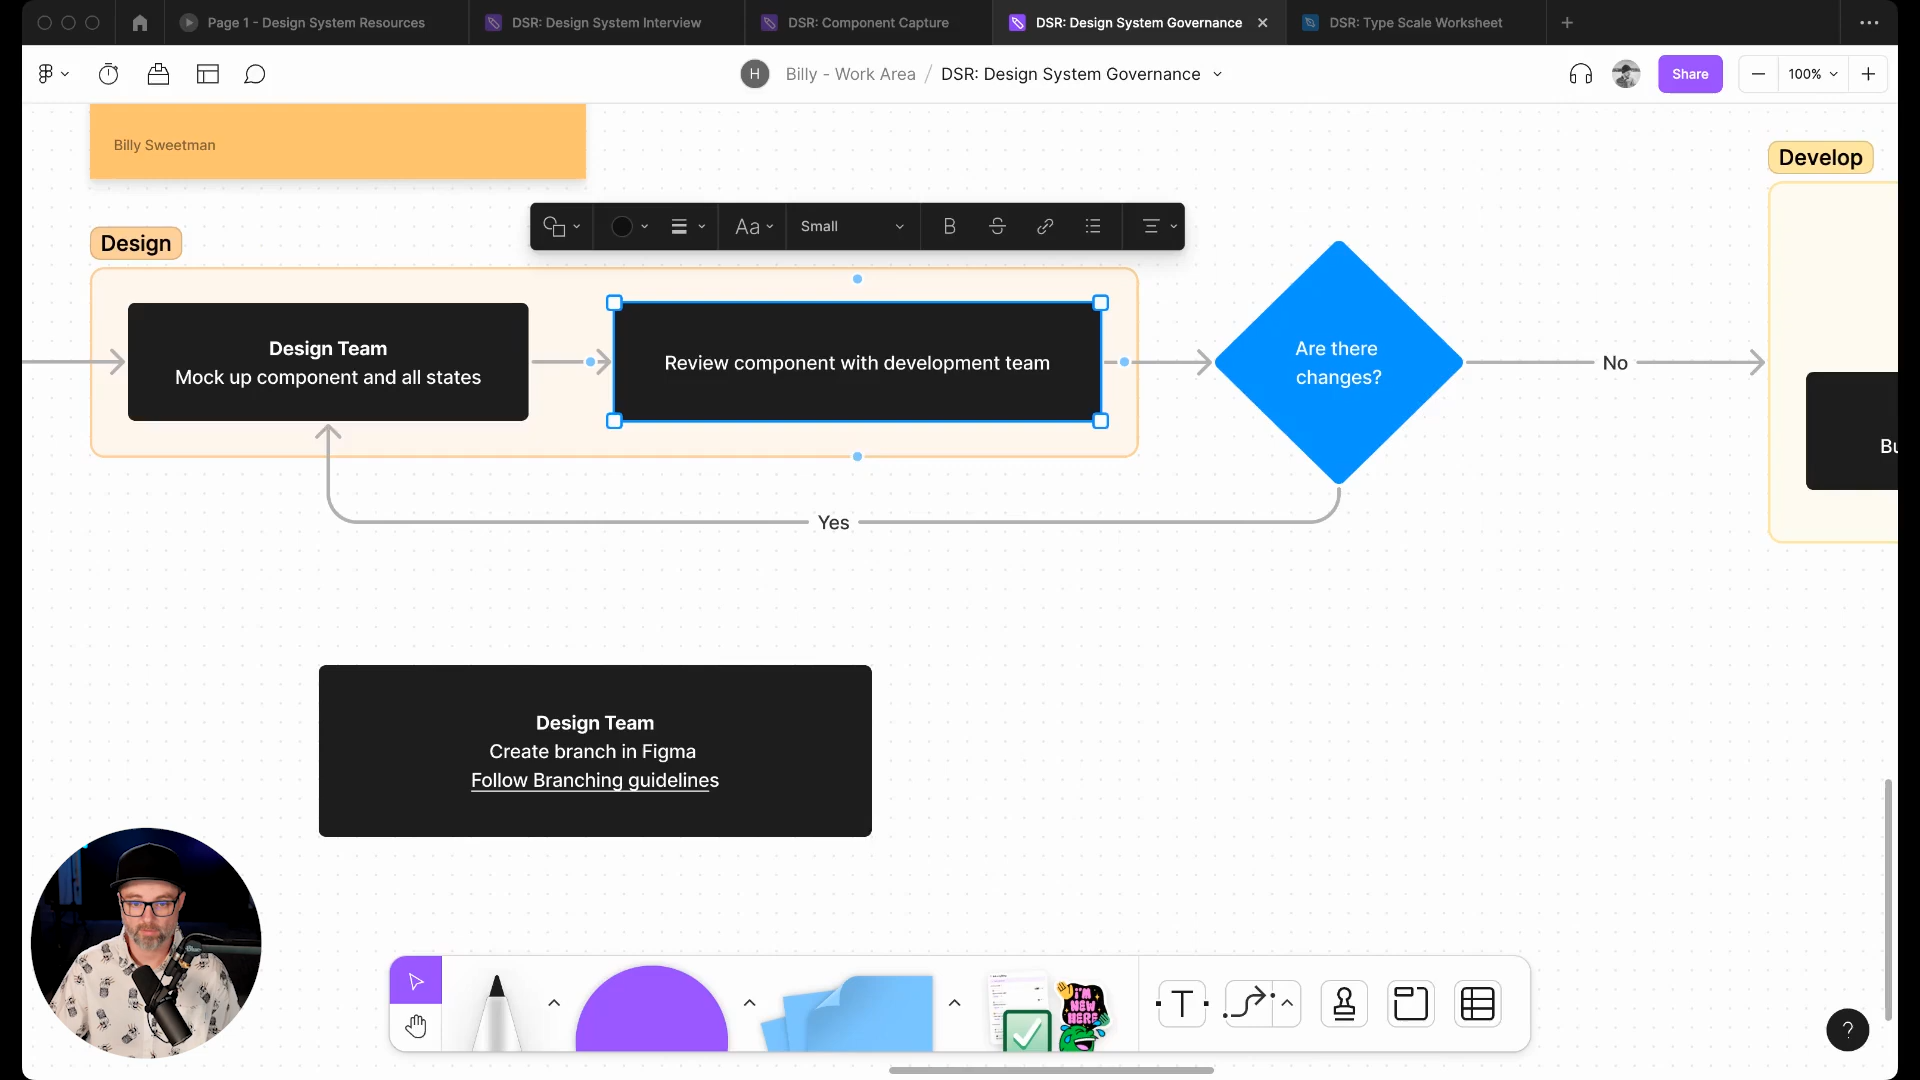 Page 1 - Design System Resources
DSR: Design System Interview
DSR: Component Capture
DSR: Design System Governance
DSR: Type Scale Worksheet
H
Billy - Work Area / DSR: Design System Governance
Share
100%
Billy Sweetman
Develop
Aa
Small
B
S
Design
Design Team
Mock up component and all states
Review component with development team
Are there
changes?
No
Bu
Yes
Design Team
Create branch in Figma
Follow Branching guidelines
I'M
NEW
HERE
T
?